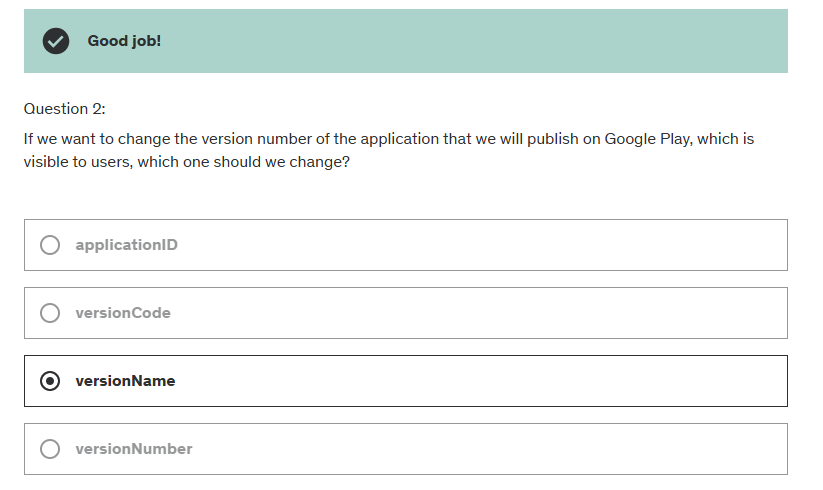 Good job!
Question 2:
If we want to change the version number of the application that we will publish on Google Play, which is
visible to users, which one should we change?
applicationID
versionCode
versionName
versionNumber